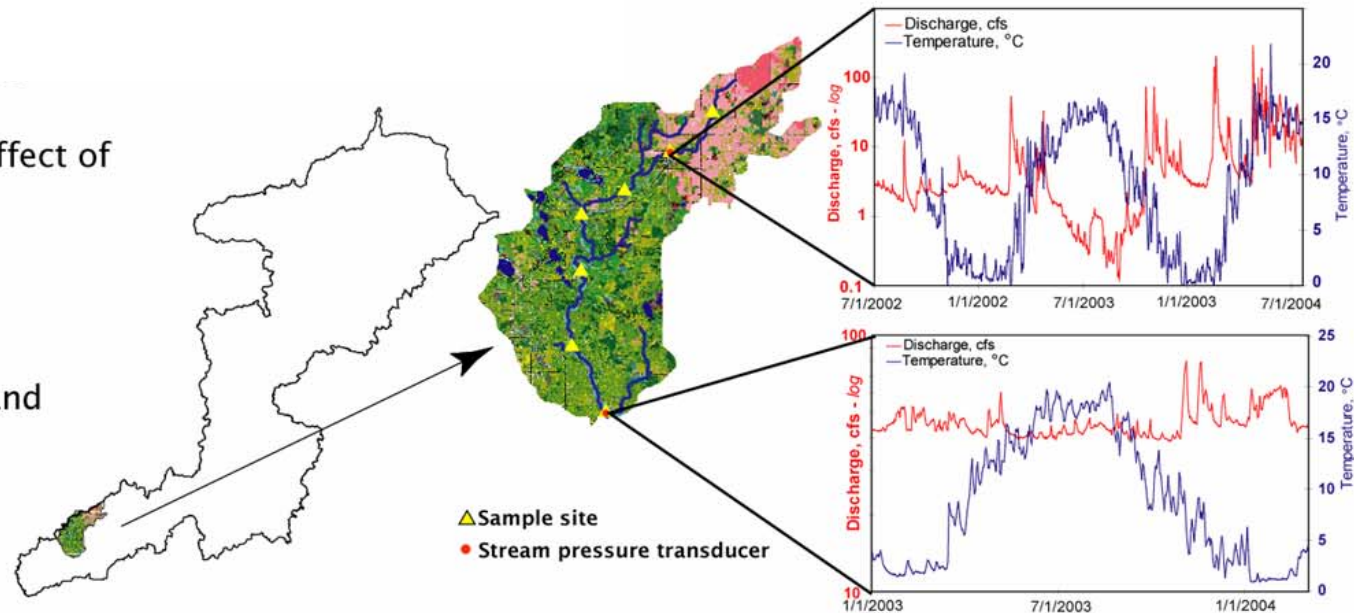 ffect of
nd
Sample site
Stream pressure transducer
Discharge, cfs
Temperature, °C
Discharge, cfs - log
100
10
1
0.1
20
15
10
5
0
Temperature, °C
7/1/2002
1/1/2002
7/1/2003
1/1/2003
7/1/2004
Discharge, cfs
Temperature, °C
Discharge, cfs - log
100
10
25
20
15
10
5
0
Temperature, °C
1/1/2003
7/1/2003
1/1/2004